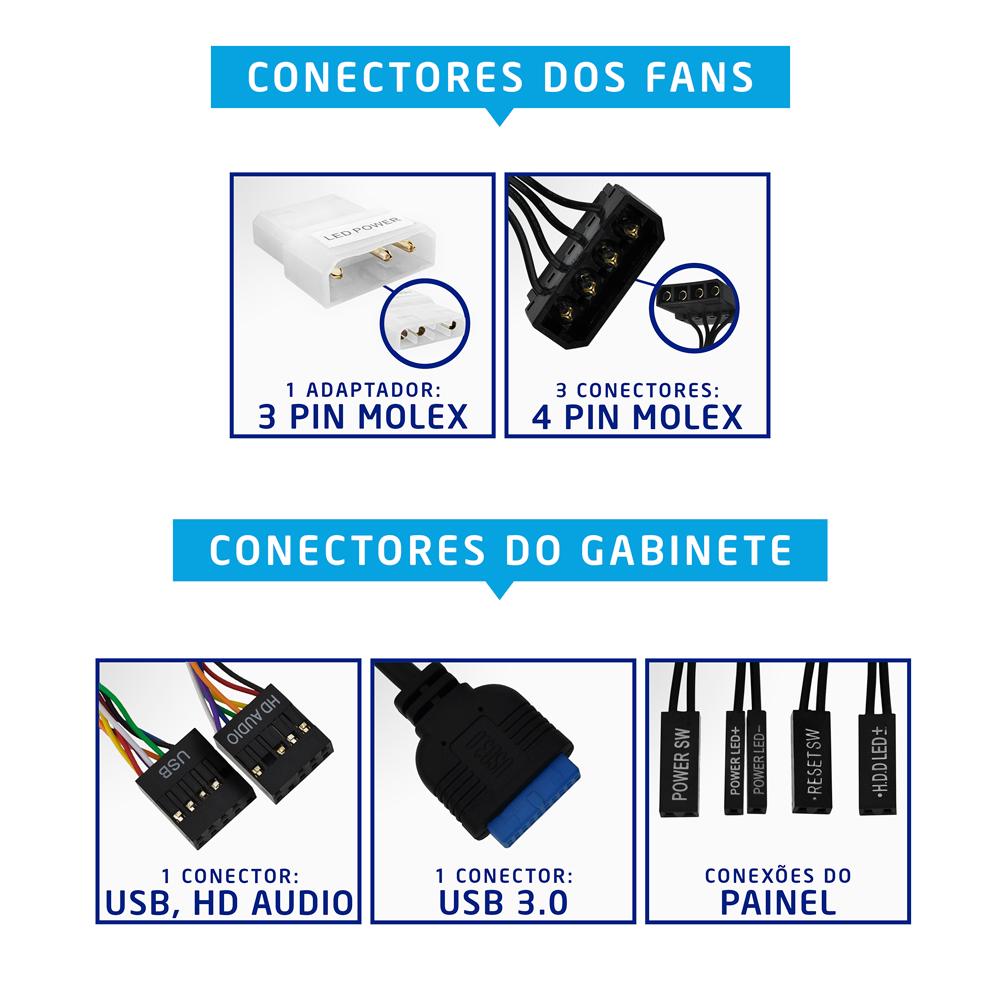 CONECTORES DOS FANS
LED POWER
1 ADAPTADOR:
3 PIN MOLEX
3 CONECTORES:
4 PIN MOLEX
CONECTORES DO GABINETE
USB
HD AUDIO
1 CONECTOR:
USB, HD AUDIO
USB3.0
1 CONECTOR:
USB 3.0
POWER SW
POWER LED+
POWER LED-
·RESET SW
·H.D.D LED±
CONEXÕES DO
PAINEL